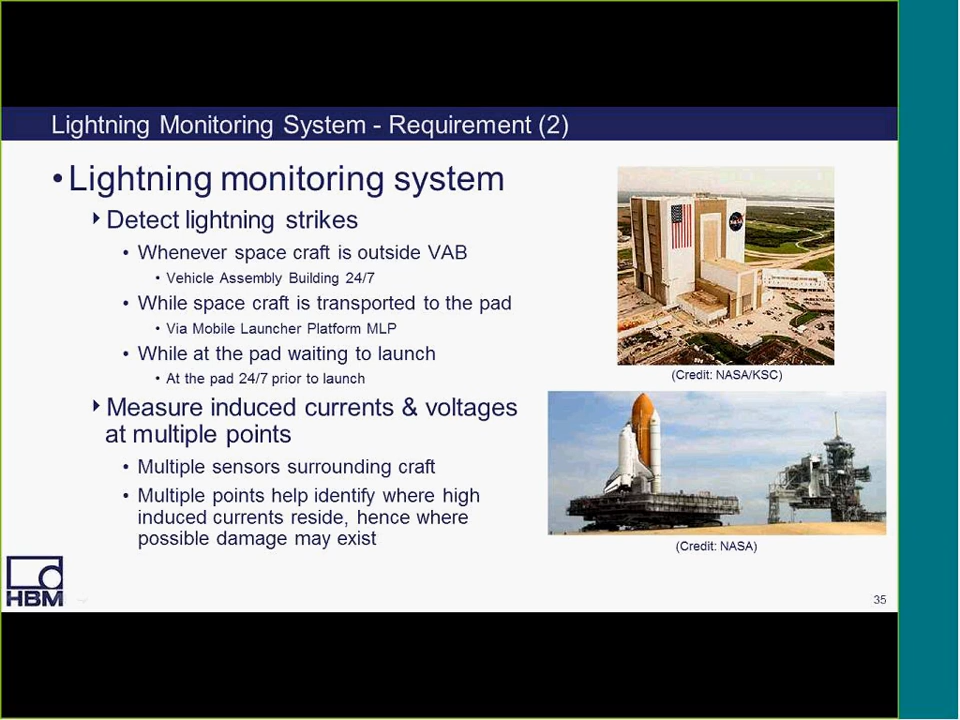 Lightning Monitoring System - Requirement (2)
• Lightning monitoring system
Detect lightning strikes
• Whenever space craft is outside VAB
• Vehicle Assembly Building 24/7
• While space craft is transported to the pad
• Via Mobile Launcher Platform MLP
• While at the pad waiting to launch
• At the pad 24/7 prior to launch
Measure induced currents & voltages
at multiple points
• Multiple sensors surrounding craft
• Multiple points help identify where high
induced currents reside, hence where
possible damage may exist
(Credit: NASA/KSC)
(Credit: NASA)
HBM
35